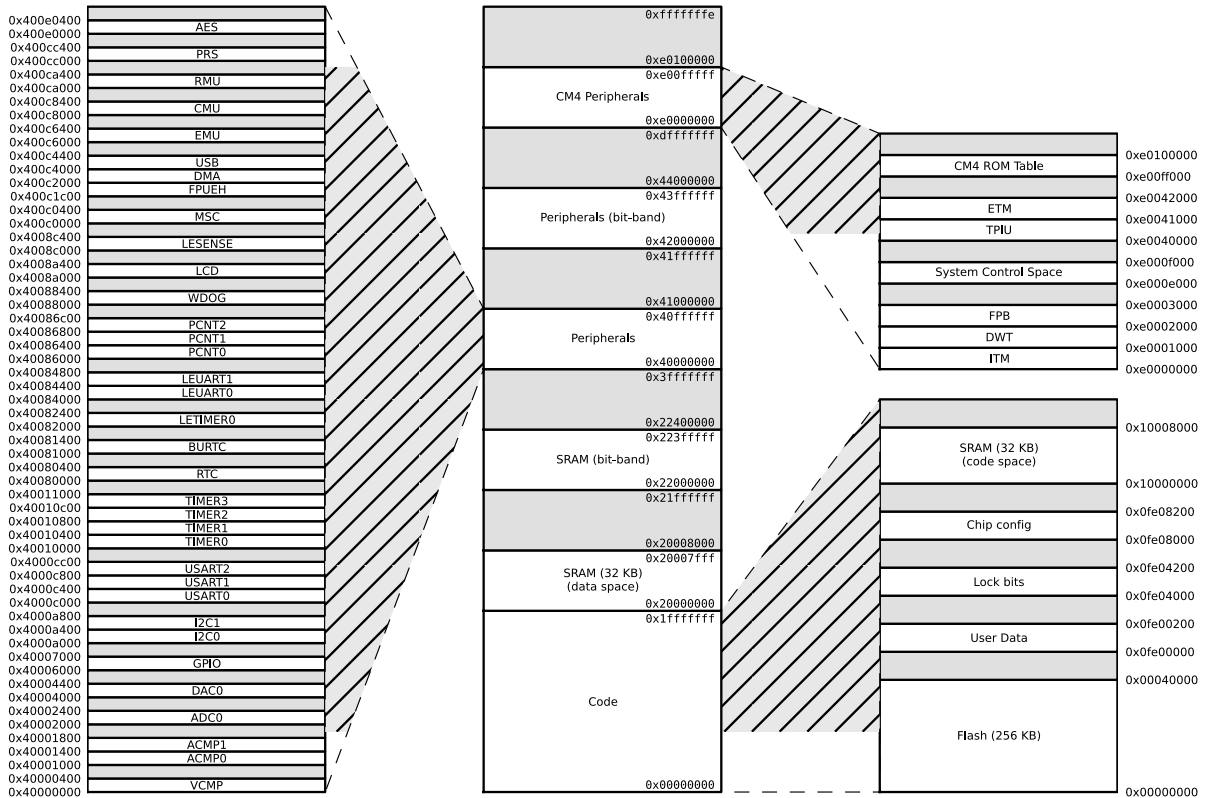 0x400e0400
AES
0x400e0000
0x400cc400
PRS
0x400cc000
0x400ca400
RMU
0x400ca000
0x400c8400
CMU
0x400c8000
0x400c6400
EMU
0x400c6000
0x400c4400
USB
0x400c4000
DMA
0x400c2000
FPUEH
0x400c1c00
0x400c0400
MSC
0x400c0000
0x4008c400
LESENSE
0x4008c000
0x4008a400
LCD
0x4008a000
0x40088400
WDOG
0x40088000
0x40086c00
PCNT2
0x40086800
PCNT1
0x40086400
PCNT0
0x40086000
0x40084800
LEUART1
0x40084400
LEUART0
0x40084000
0x40082400
LETIMER0
0x40082000
0x40081400
BURTC
0x40081000
0x40080400
RTC
0x40080000
0x40011000
TIMER3
0x40010c00
TIMER2
0x40010800
TIMER1
0x40010400
TIMER0
0x40010000
0x4000cc00
USART2
0x4000c800
USART1
0x4000c400
USART0
0x4000c000
0x4000a800
I2C1
0x4000a400
I2C0
0x4000a000
0x40007000
GPIO
0x40006000
0x40004400
DAC0
0x40004000
0x40002400
ADC0
0x40002000
0x40001800
ACMP1
0x40001400
ACMP0
0x40001000
0x40000400
VCMP
0x40000000
0xfffffffe
0xe0100000
0xe00fffff
CM4 Peripherals
0xe0000000
0xdfffffff
0x44000000
0x43ffffff
Peripherals (bit-band)
0x42000000
0x41ffffff
0x41000000
0x40ffffff
Peripherals
0x40000000
0x3fffffff
0x22400000
0x223fffff
SRAM (bit-band)
0x22000000
0x21ffffff
0x20008000
0x20007fff
SRAM (32 KB)
(data space)
0x20000000
0x1fffffff
Code
0x00000000
0xe0100000
CM4 ROM Table
0xe00ff000
0xe0042000
ETM
0xe0041000
TPIU
0xe0040000
0xe000f000
System Control Space
0xe000e000
0xe0003000
FPB
0xe0002000
DWT
0xe0001000
ITM
0xe0000000
0x10008000
SRAM (32 KB)
(code space)
0x10000000
0x0fe08200
Chip config
0x0fe08000
0x0fe04200
Lock bits
0x0fe04000
0x0fe00200
User Data
0x0fe00000
0x00040000
Flash (256 KB)
0x00000000